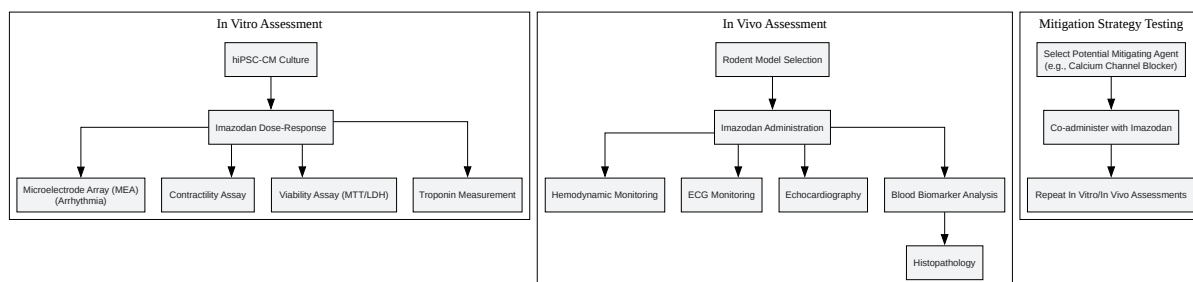 In Vitro Assessment
hiPSC-CM Culture
Imazodan Dose-Response
Microelectrode Array (MEA)
(Arrhythmia)
Contractility Assay
Viability Assay (MTT/LDH)
Troponin Measurement
In Vivo Assessment
Rodent Model Selection
Imazodan Administration
Hemodynamic Monitoring
ECG Monitoring
Echocardiography
Blood Biomarker Analysis
Histopathology
Mitigation Strategy Testing
Select Potential Mitigating Agent
(e.g., Calcium Channel Blocker)
Co-administer with Imazodan
Repeat In Vitro/In Vivo Assessments